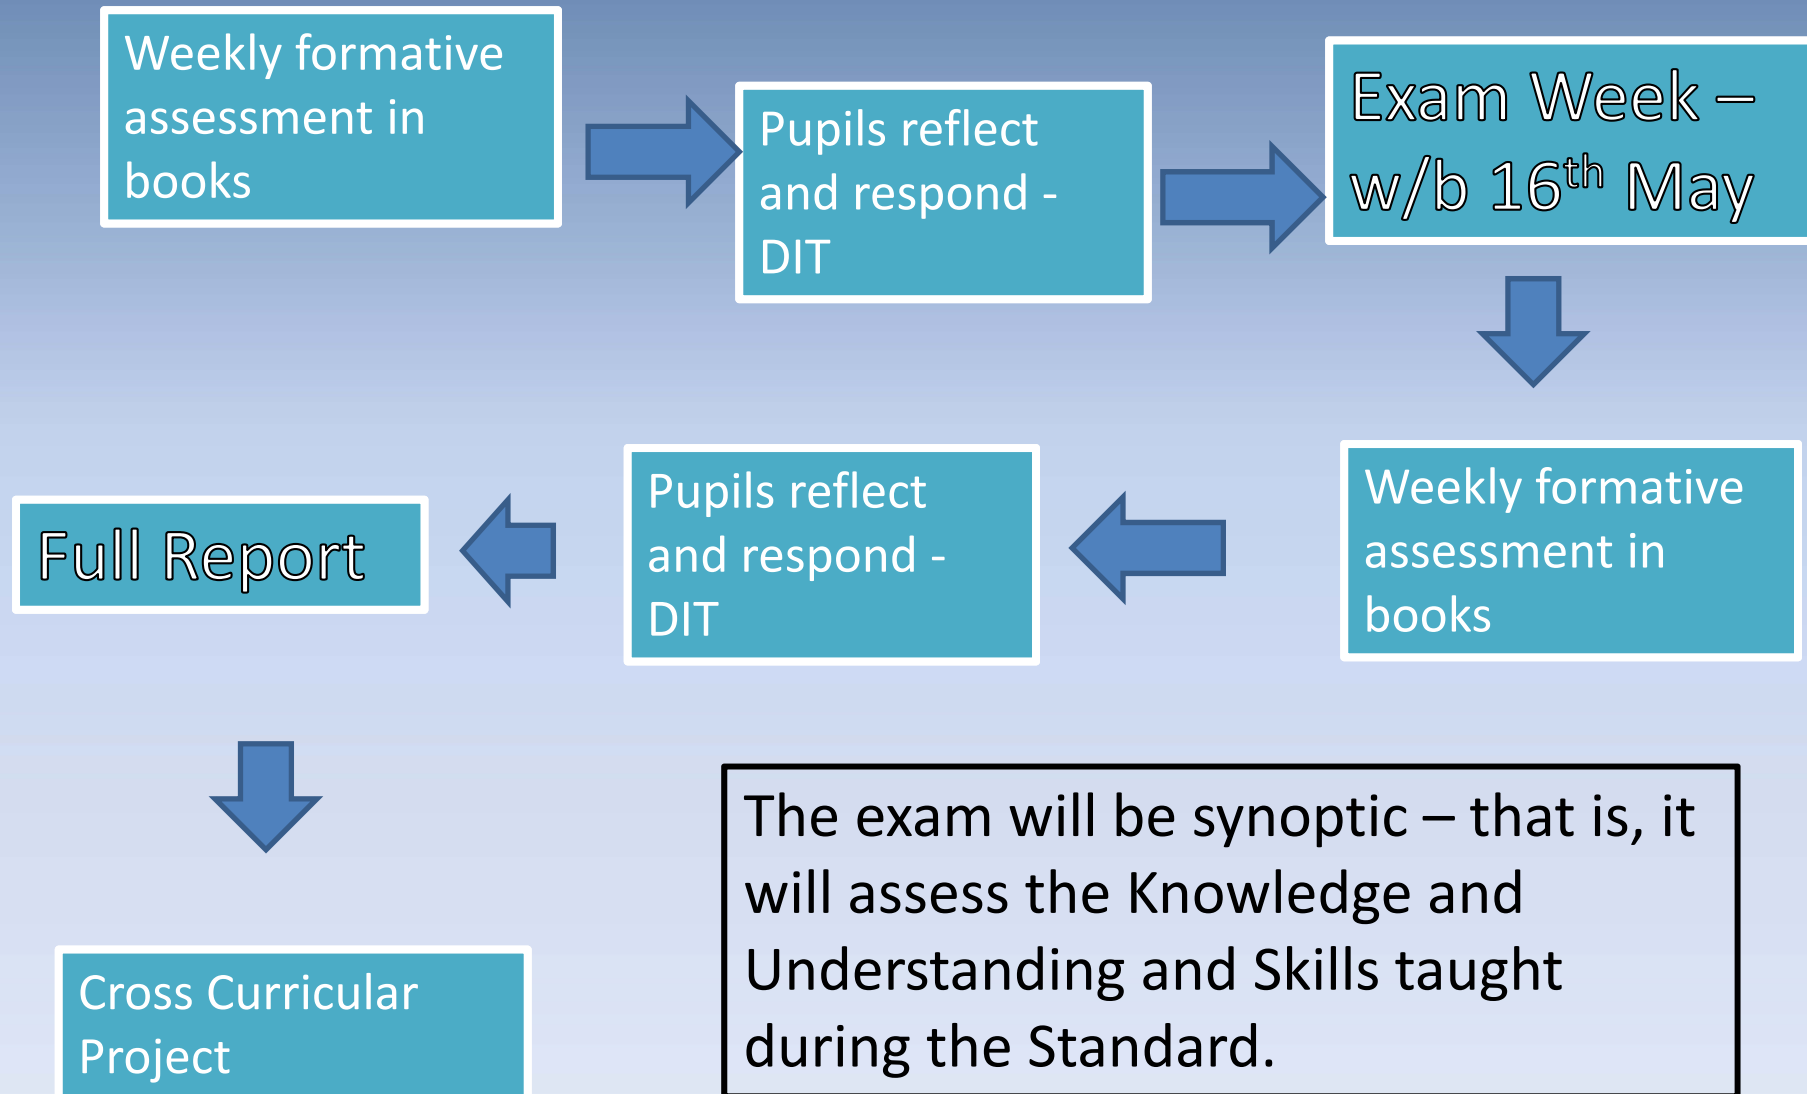 Weekly formative
assessment in
books
Pupils reflect
and respond -
DIT
Exam Week –
w/b 16th May
Weekly formative
assessment in
books
Pupils reflect
and respond -
DIT
Full Report
Cross Curricular
Project
The exam will be synoptic – that is, it
will assess the Knowledge and
Understanding and Skills taught
during the Standard.